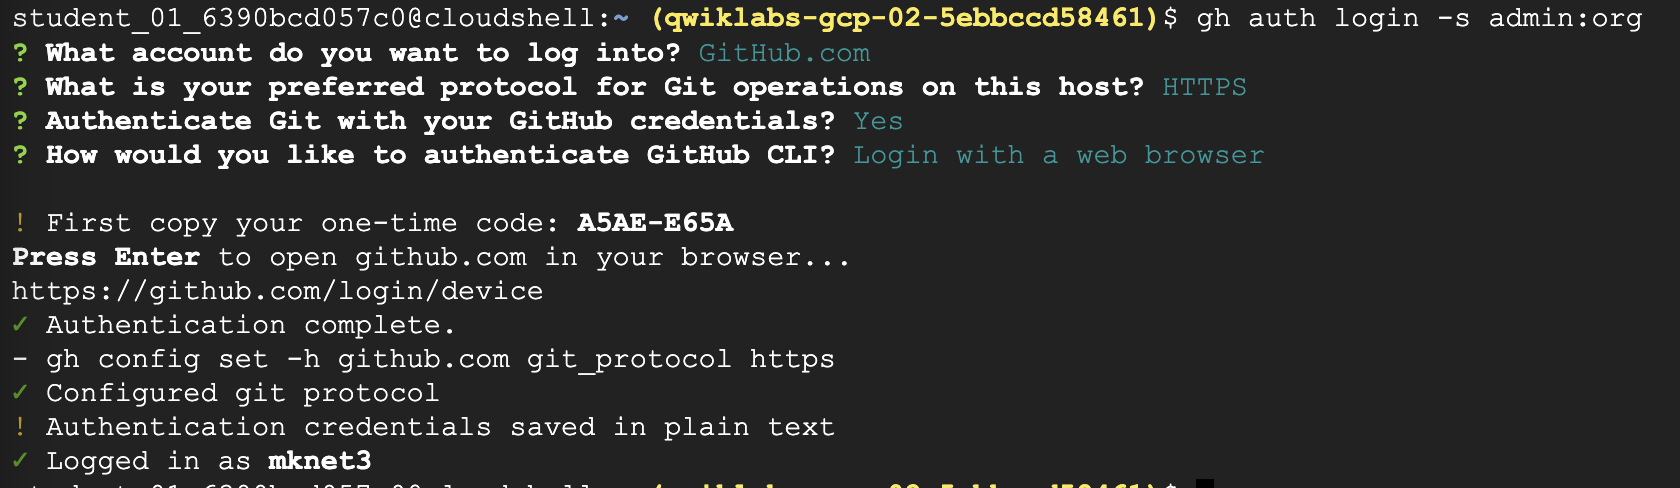 student_01_6390bcd057c0@cloudshell:~ (qwiklabs-gcp-02-5ebbccd58461)$ gh auth login -s admin:org
? What account do you want to log into? GitHub.com
? What is your preferred protocol for Git operations on this host? HTTPS
? Authenticate Git with your GitHub credentials? Yes
? How would you like to authenticate GitHub CLI? Login with a web browser
! First copy your one-time code: A5AE-E65A
Press Enter to open github.com in your browser...
https://github.com/login/device
✓ Authentication complete.
- gh config set -h github.com git_protocol https
✓ Configured git protocol
! Authentication credentials saved in plain text
✓ Logged in as mknet3